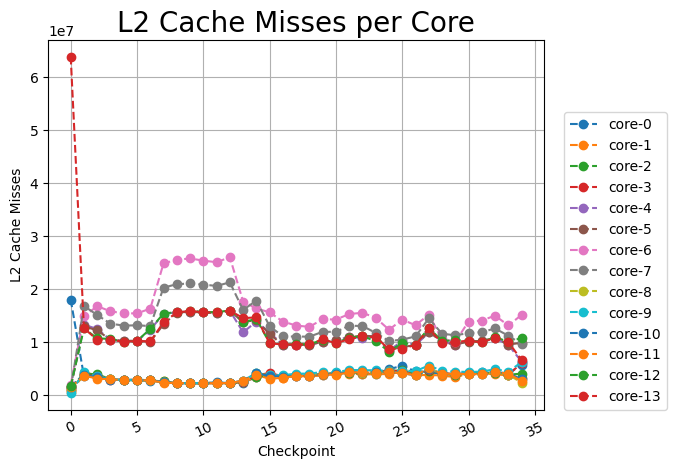 L2 Cache Misses per Core
1e7
6
5
4
3
2
1
0
L2 Cache Misses
0
5
10
15
20
25
30
35
Checkpoint
core-0
core-1
core-2
core-3
core-4
core-5
core-6
core-7
core-8
core-9
core-10
core-11
core-12
core-13